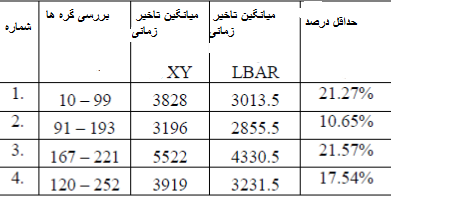 شماره | بررسی گره ها | میانگین تاخیر زمانی XY | میانگین تاخیر زمانی LBAR | حداقل درصد
1. | 10 – 99 | 3828 | 3013.5 | 21.27%
2. | 91 – 193 | 3196 | 2855.5 | 10.65%
3. | 167 – 221 | 5522 | 4330.5 | 21.57%
4. | 120 – 252 | 3919 | 3231.5 | 17.54%